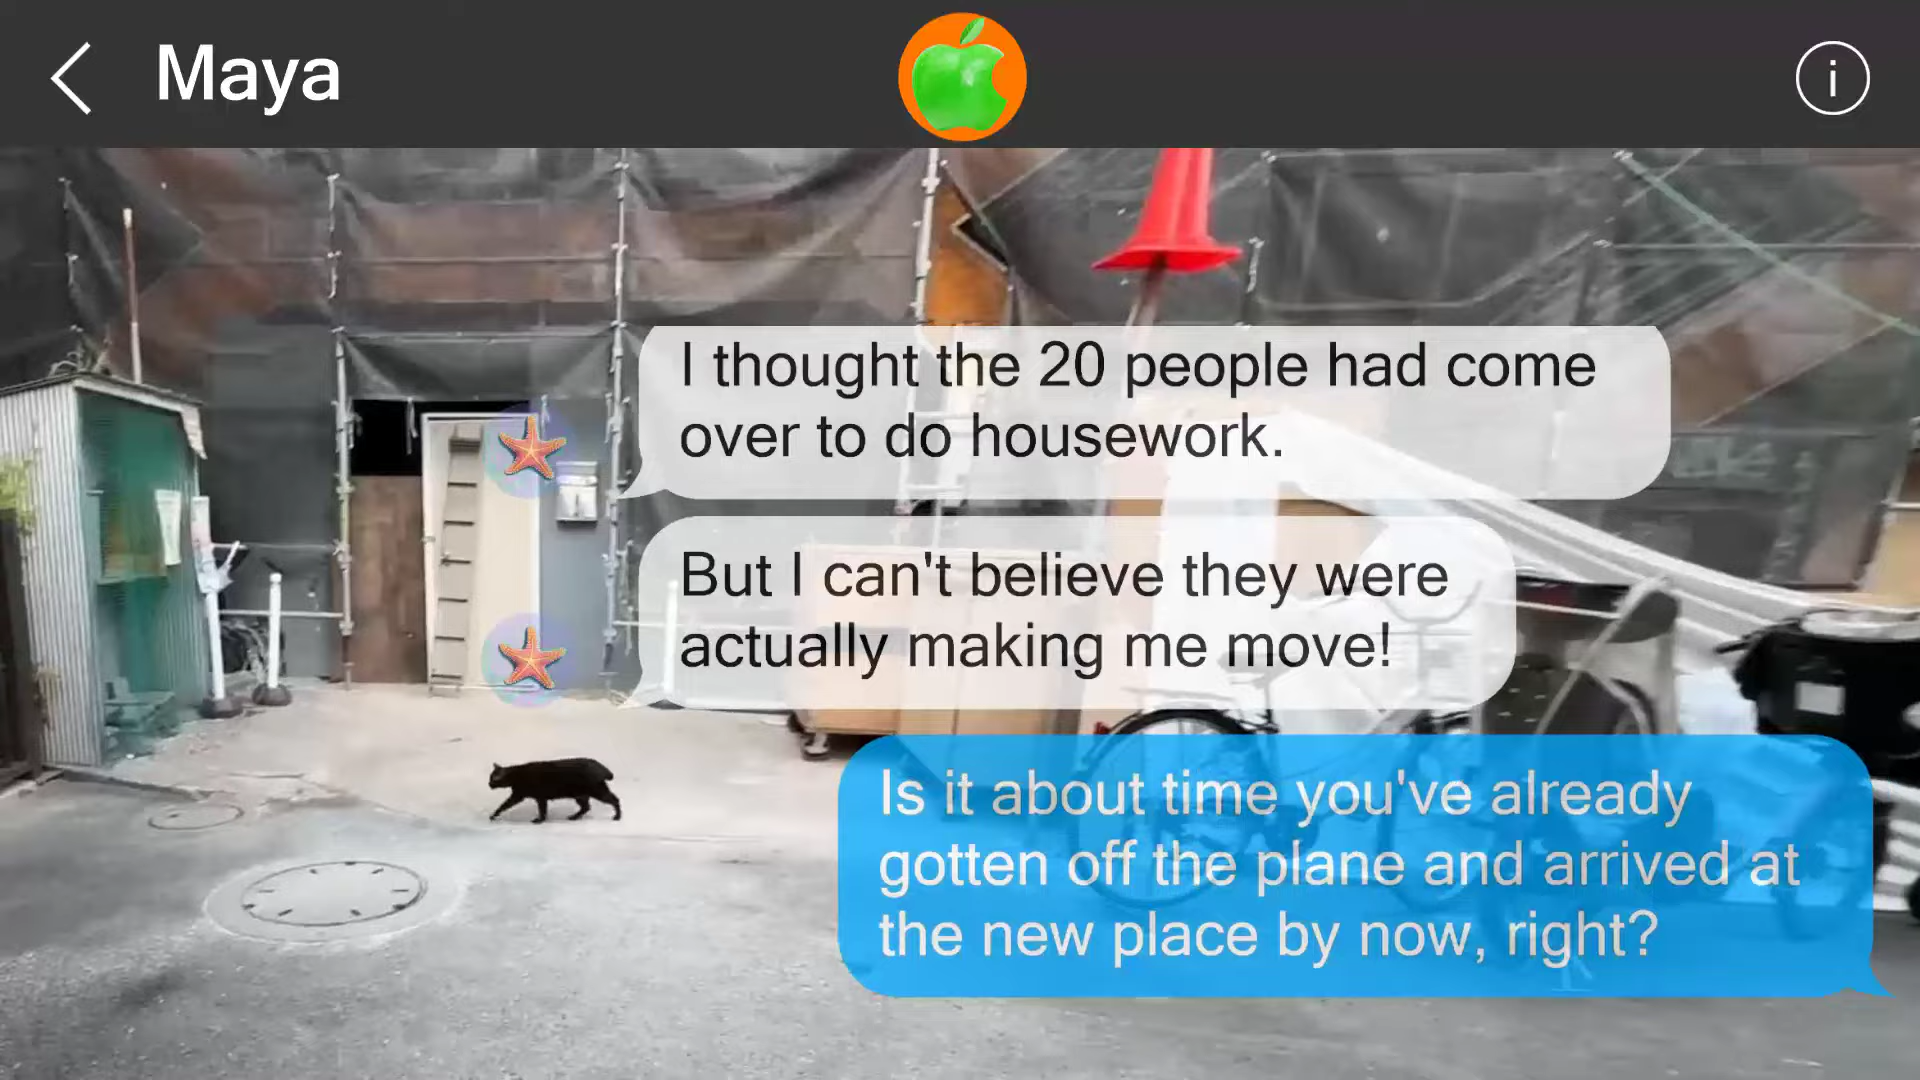 Maya
I thought the 20 people had come
over to do housework.
But I can't believe they were
actually making me move!
Is it about time you've already
gotten off the plane and arrived at
the new place by now, right?